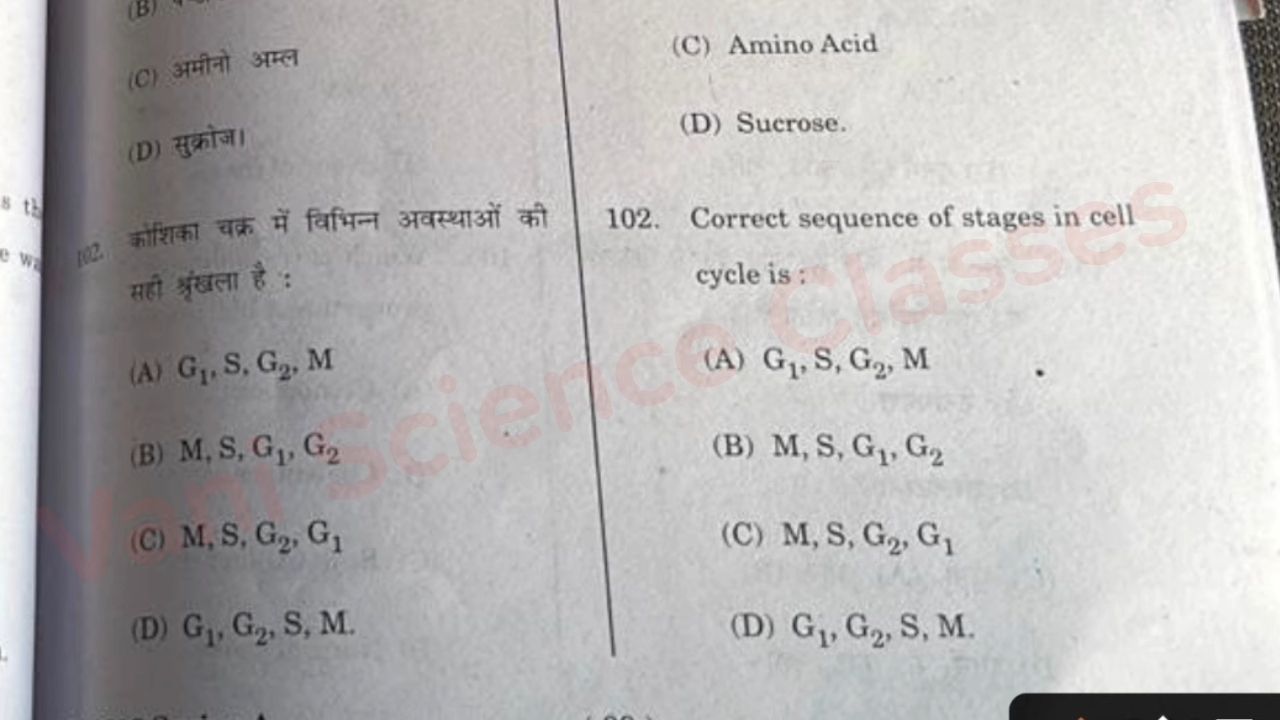 (B)
(C) अमीनो अम्ल
(D) सुक्रोज।
102. कोशिका चक्र में विभिन्न अवस्थाओं की
सही श्रृंखला है :
(A) G₁, S, G₂, M
(B) M, S, G₁, G₂
(C) M, S, G₂, G₁
(D) G₁, G₂, S, M.
(C) Amino Acid
(D) Sucrose.
102. Correct sequence of stages in cell
cycle is :
(A) G₁, S, G₂, M
(B) M, S, G₁, G₂
(C) M, S, G₂, G₁
(D) G₁, G₂, S, M.
Vani Science Classes